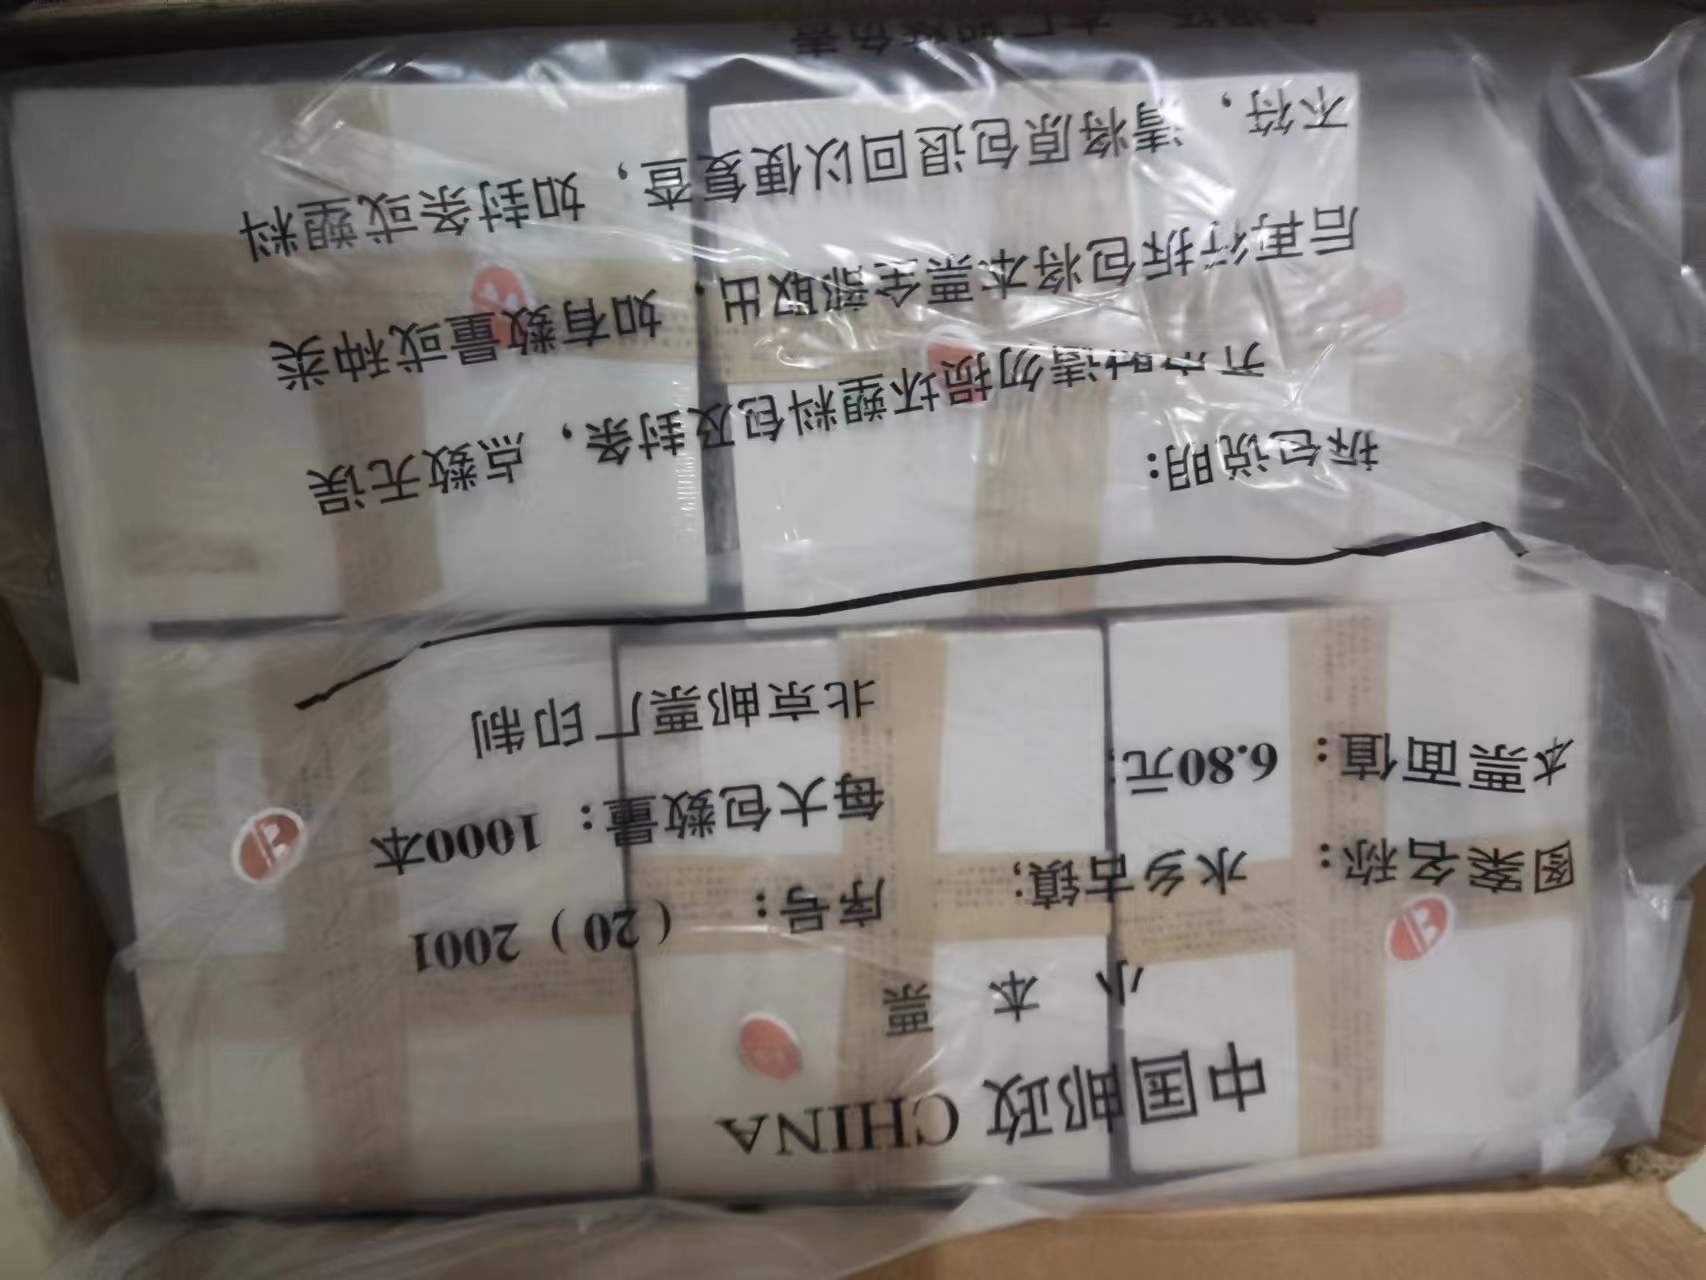 中国邮政 CHINA
小 本 票
图案名称：水乡古镇； 序号：（20）2001
本票面值：6.80元； 每大包数量：1000本
北京邮票厂印制
拆包说明：
开启时请勿损坏塑料包及封条，点数无误
后再行拆包将本票全部取出，如有数量或种类
不符，请将原包退回以便复查，如封条或塑料